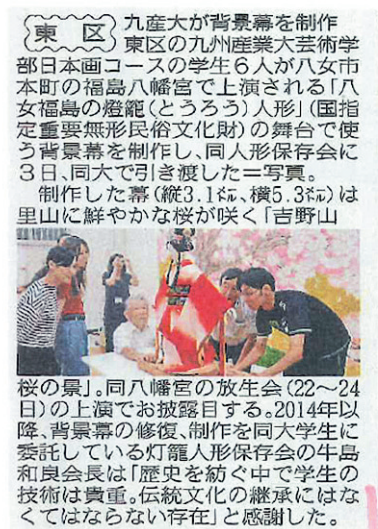 東区
九産大が背景幕を制作
東区の九州産業大芸術学
部日本画コースの学生6人が八女市
本町の福島八幡宮で上演される「八
女福島の燈籠(とうろう)人形」(国指
定重要無形民俗文化財)の舞台で使
う背景幕を制作し、同人形保存会に
3日、同大で引き渡した=写真。
制作した幕(縦3.1㍍、横5.3㍍)は
里山に鮮やかな桜が咲く「吉野山
桜の景」。同八幡宮の放生会(22~24
日)の上演でお披露目する。2014年以
降、背景幕の修復、制作を同大学生に
委託している灯籠人形保存会の牛島
和良会長は「歴史を紡ぐ中で学生の
技術は貴重。伝統文化の継承にはな
くてはならない存在」と感謝した。